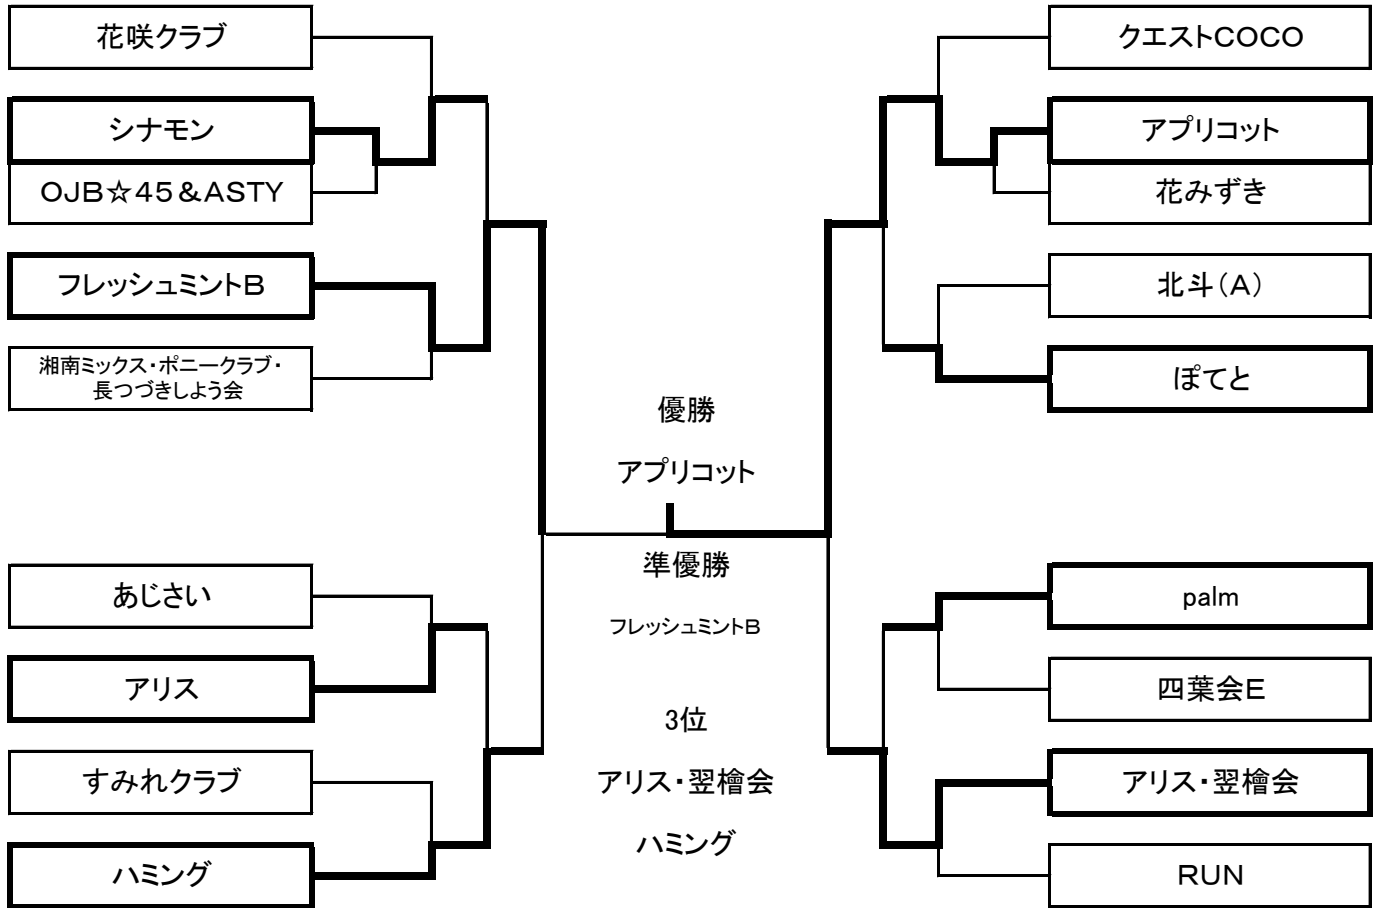 花咲クラブ
シナモン
ＯＪＢ☆４５＆ＡＳＴＹ
フレッシュミントＢ
湘南ミックス・ポニークラブ・
長つづきしよう会
あじさい
アリス
すみれクラブ
ハミング
優勝
アプリコット
準優勝
フレッシュミントＢ
3位
アリス・翌檜会
ハミング
クエストＣＯＣＯ
アプリコット
花みずき
北斗（Ａ）
ぽてと
palm
四葉会Ｅ
アリス・翌檜会
ＲＵＮ